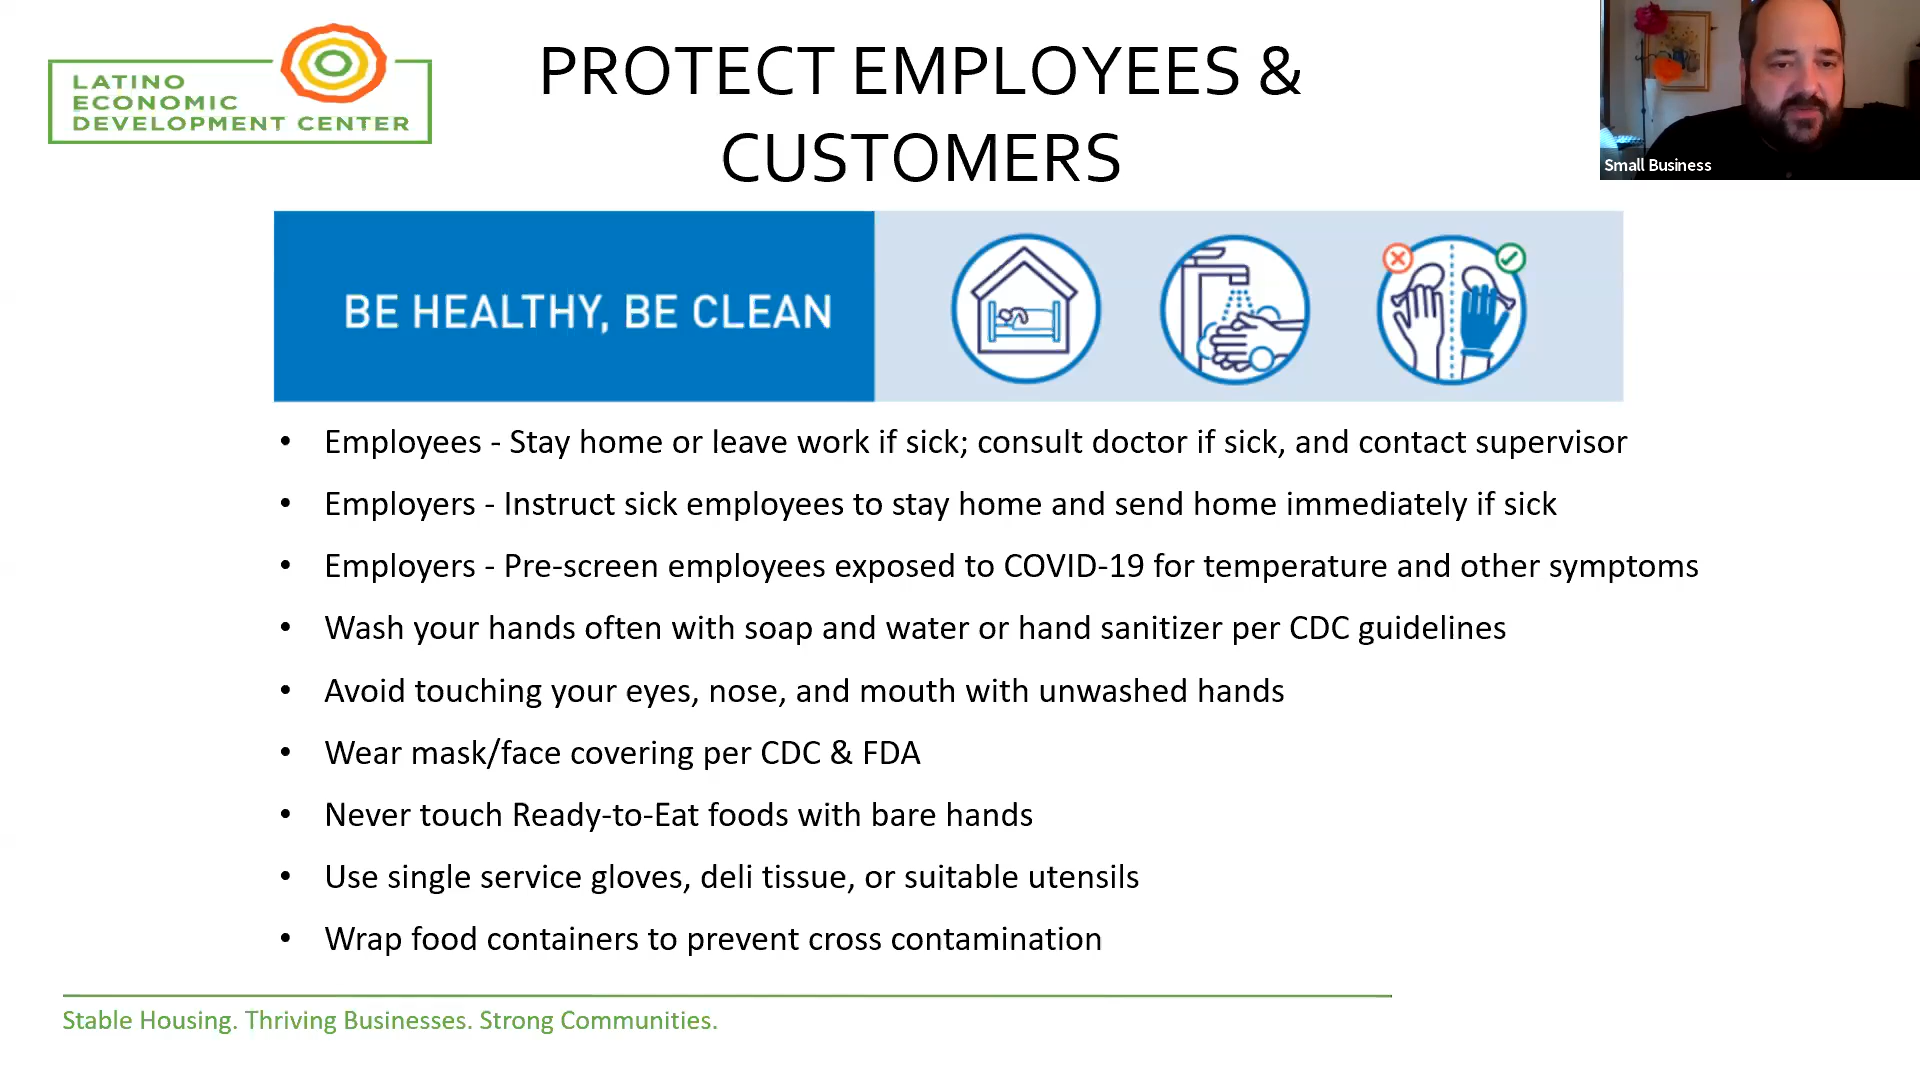 LATINO
ECONOMIC
DEVELOPMENT CENTER
PROTECT EMPLOYEES &
CUSTOMERS
Small Business
BE HEALTHY, BE CLEAN
• Employees - Stay home or leave work if sick; consult doctor if sick, and contact supervisor
• Employers - Instruct sick employees to stay home and send home immediately if sick
• Employers - Pre-screen employees exposed to COVID-19 for temperature and other symptoms
• Wash your hands often with soap and water or hand sanitizer per CDC guidelines
• Avoid touching your eyes, nose, and mouth with unwashed hands
• Wear mask/face covering per CDC & FDA
• Never touch Ready-to-Eat foods with bare hands
• Use single service gloves, deli tissue, or suitable utensils
• Wrap food containers to prevent cross contamination
Stable Housing. Thriving Businesses. Strong Communities.